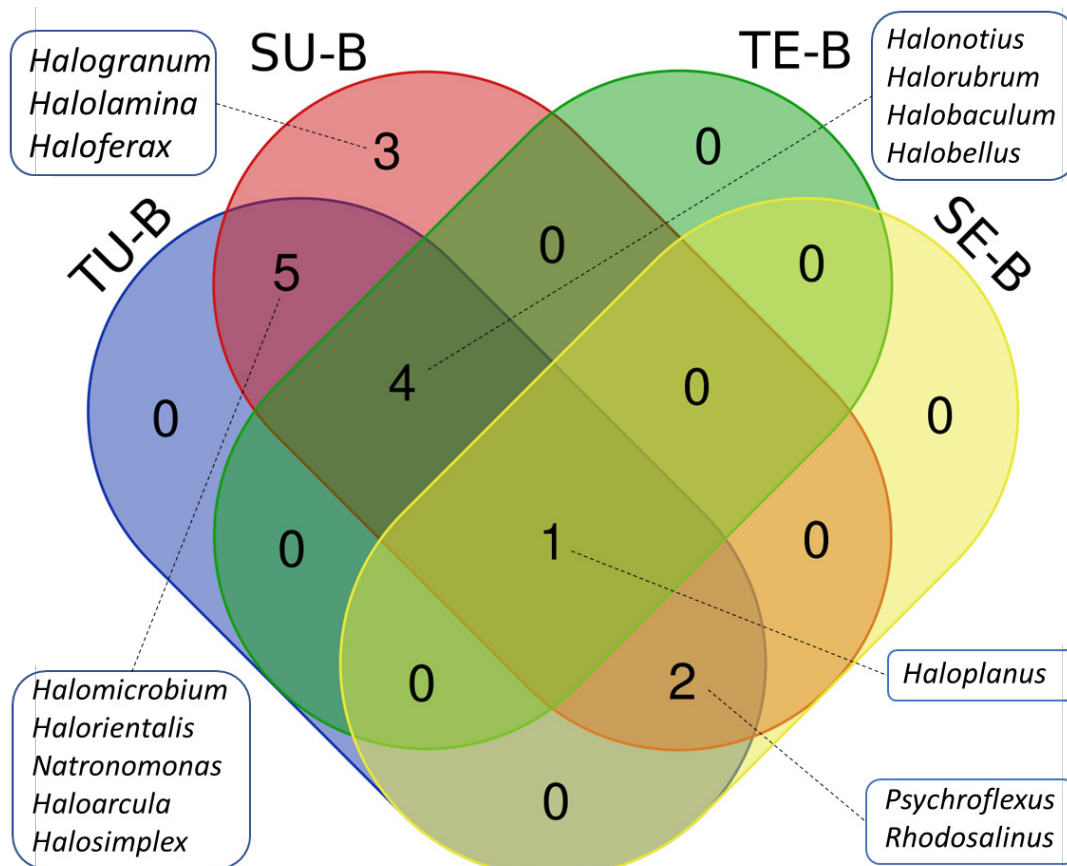 SU-B
TE-B
TU-B
SE-B
Halogranum
Halolamina
Haloferax
Halonotius
Halorubrum
Halobaculum
Halobellus
3
0
5
0
0
4
0
0
0
0
1
0
0
2
0
Halomicrobium
Halorientalis
Natronomonas
Haloarcula
Halosimplex
Haloplanus
Psychroflexus
Rhodosalinus